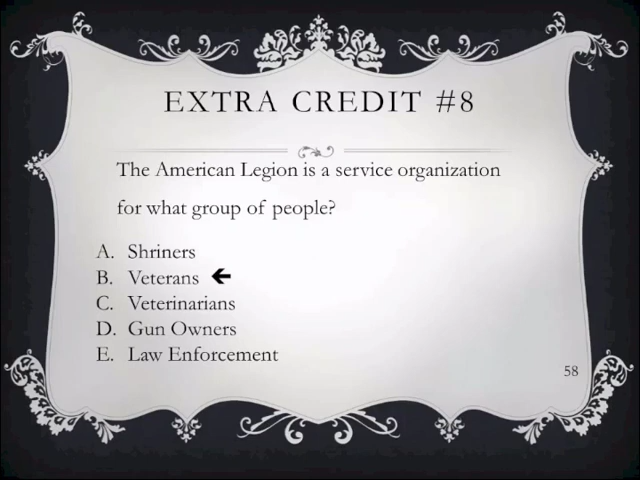 EXTRA CREDIT #8
The American Legion is a service organization
for what group of people?
A. Shriners
B. Veterans
C. Veterinarians
D. Gun Owners
E. Law Enforcement
58